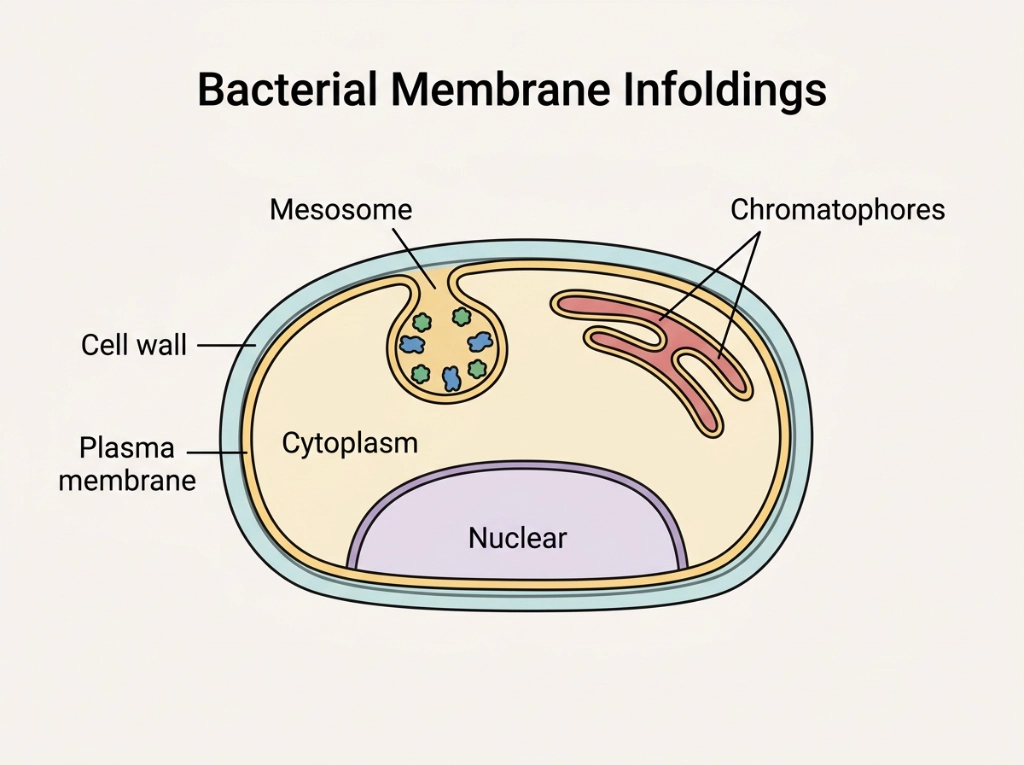 Bacterial Membrane Infoldings
Mesosome
Chromatophores
Cell wall
Plasma
membrane
Cytoplasm
Nuclear